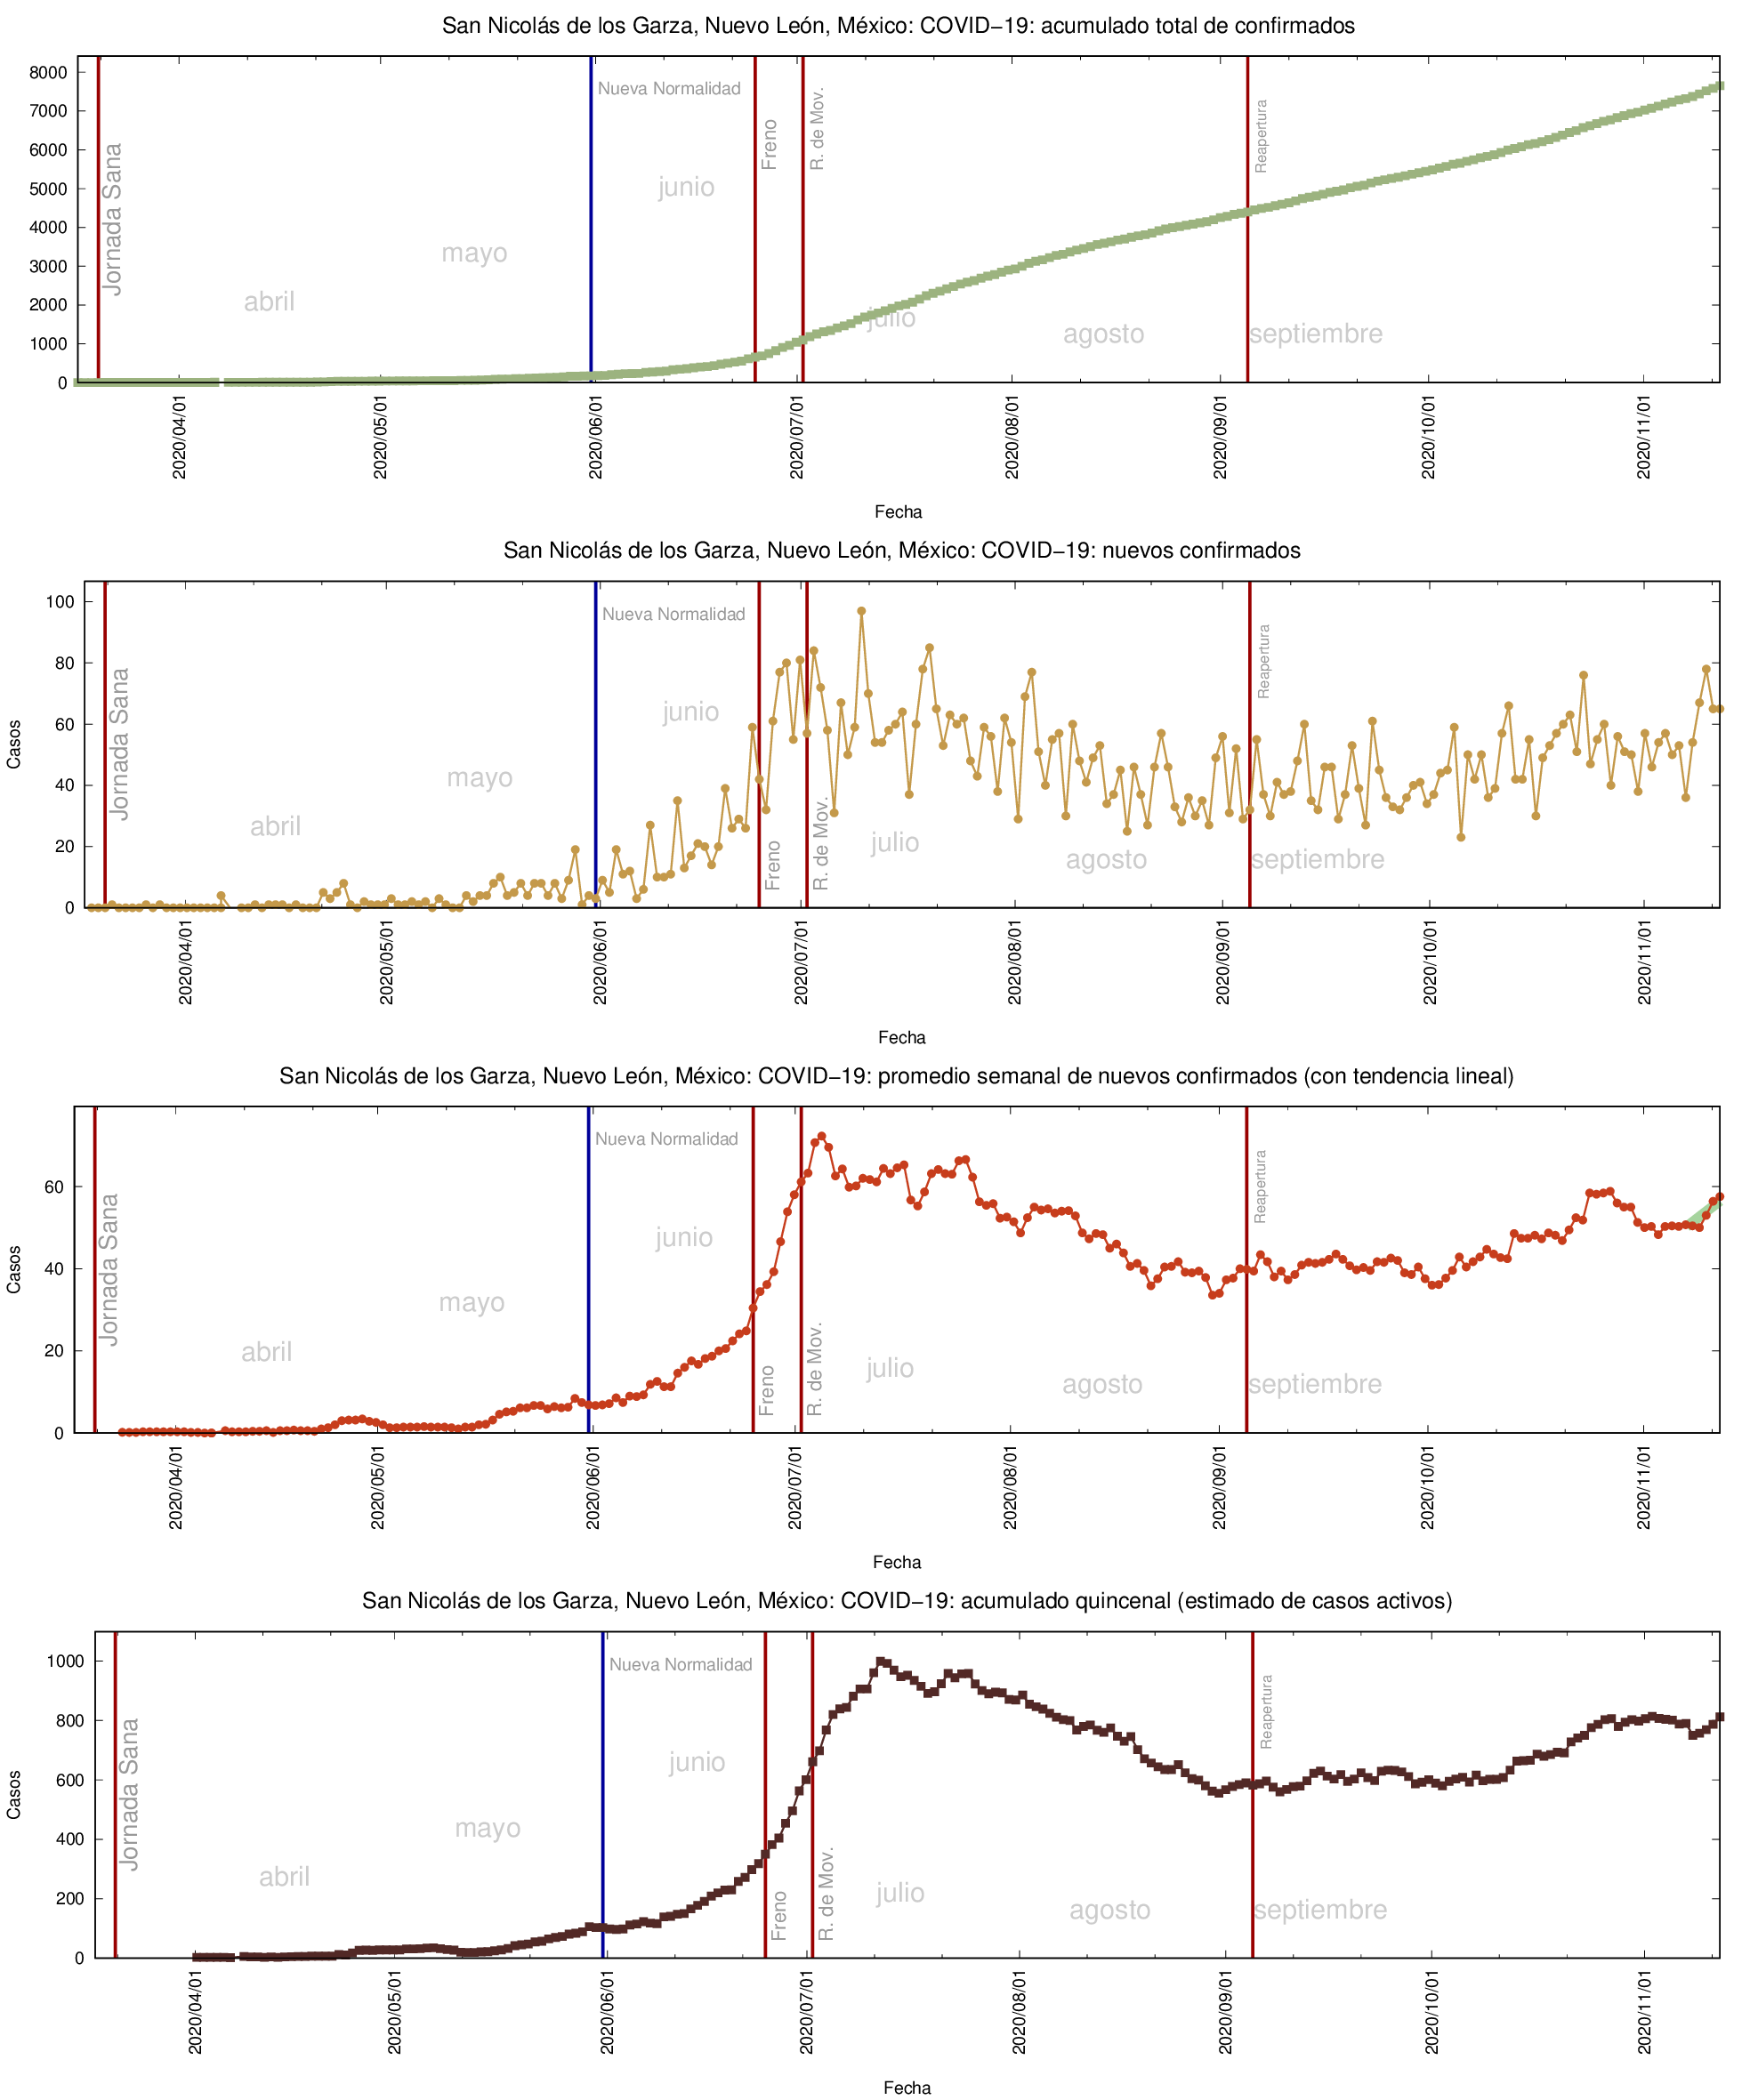 San Nicolás de los Garza, Nuevo León, México: COVID−19: acumulado total de confirmados
8000
7000
6000
5000
4000
3000
2000
1000
0
Jornada Sana
abril
mayo
Nueva Normalidad
junio
Freno
R. de Mov.
julio
agosto
Reapertura
septiembre
2020/04/01
2020/05/01
2020/06/01
2020/07/01
2020/08/01
2020/09/01
2020/10/01
2020/11/01
Fecha
San Nicolás de los Garza, Nuevo León, México: COVID−19: nuevos confirmados
Casos
100
80
60
40
20
0
Jornada Sana
abril
mayo
Nueva Normalidad
junio
Freno
R. de Mov.
julio
agosto
Reapertura
septiembre
2020/04/01
2020/05/01
2020/06/01
2020/07/01
2020/08/01
2020/09/01
2020/10/01
2020/11/01
Fecha
San Nicolás de los Garza, Nuevo León, México: COVID−19: promedio semanal de nuevos confirmados (con tendencia lineal)
Casos
60
40
20
0
Jornada Sana
abril
mayo
Nueva Normalidad
junio
Freno
R. de Mov.
julio
agosto
Reapertura
septiembre
2020/04/01
2020/05/01
2020/06/01
2020/07/01
2020/08/01
2020/09/01
2020/10/01
2020/11/01
Fecha
San Nicolás de los Garza, Nuevo León, México: COVID−19: acumulado quincenal (estimado de casos activos)
Casos
1000
800
600
400
200
0
Jornada Sana
abril
mayo
Nueva Normalidad
junio
Freno
R. de Mov.
julio
agosto
Reapertura
septiembre
2020/04/01
2020/05/01
2020/06/01
2020/07/01
2020/08/01
2020/09/01
2020/10/01
2020/11/01
Fecha